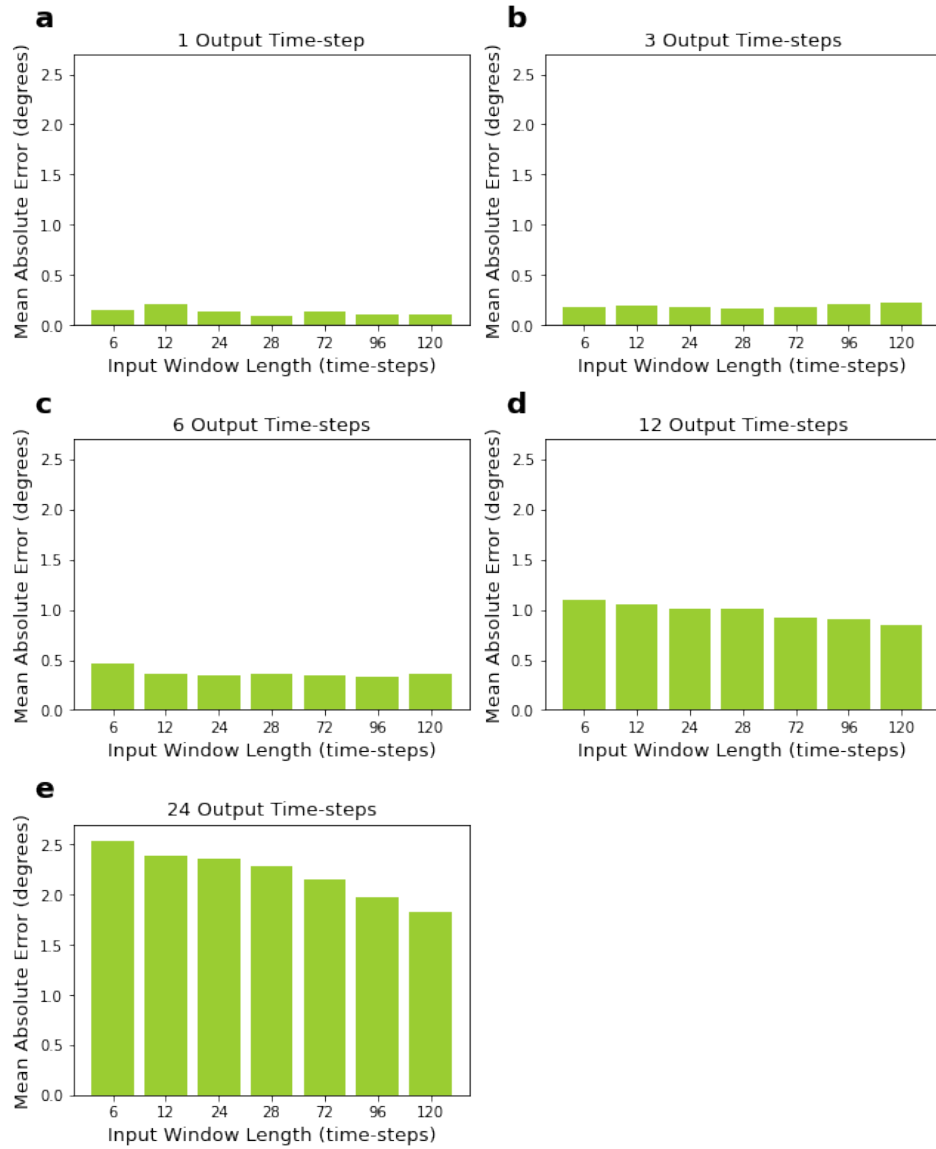 a
1 Output Time-step
Mean Absolute Error (degrees)
2.5
2.0
1.5
1.0
0.5
0.0
6 12 24 28 72 96 120
Input Window Length (time-steps)
b
3 Output Time-steps
Mean Absolute Error (degrees)
2.5
2.0
1.5
1.0
0.5
0.0
6 12 24 28 72 96 120
Input Window Length (time-steps)
c
6 Output Time-steps
Mean Absolute Error (degrees)
2.5
2.0
1.5
1.0
0.5
0.0
6 12 24 28 72 96 120
Input Window Length (time-steps)
d
12 Output Time-steps
Mean Absolute Error (degrees)
2.5
2.0
1.5
1.0
0.5
0.0
6 12 24 28 72 96 120
Input Window Length (time-steps)
e
24 Output Time-steps
Mean Absolute Error (degrees)
2.5
2.0
1.5
1.0
0.5
0.0
6 12 24 28 72 96 120
Input Window Length (time-steps)